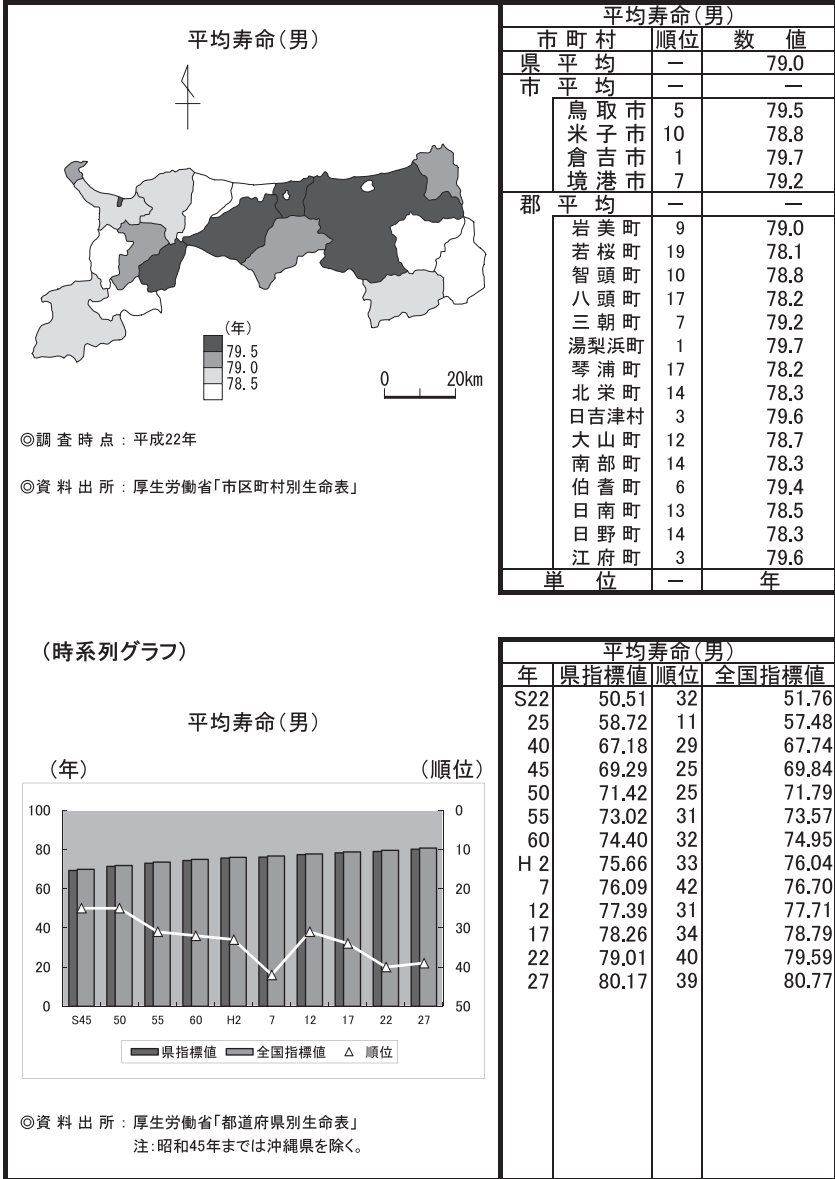 平均寿命(男)
(年)
79.5
79.0
78.5
0 20km
◎調査時点:平成22年
◎資料出所:厚生労働省「市区町村別生命表」
平均寿命(男)
市町村 順位 数値
県平均 − 79.0
市平均 − −
鳥取市 5 79.5
米子市 10 78.8
倉吉市 1 79.7
境港市 7 79.2
郡平均 − −
岩美町 9 79.0
若桜町 19 78.1
智頭町 10 78.8
八頭町 17 78.2
三朝町 7 79.2
湯梨浜町 1 79.7
琴浦町 17 78.2
北栄町 14 78.3
日吉津村 3 79.6
大山町 12 78.7
南部町 14 78.3
伯耆町 6 79.4
日南町 13 78.5
日野町 14 78.3
江府町 3 79.6
単位 − 年
(時系列グラフ)
平均寿命(男)
(年) (順位)
100 0
80 10
60 20
40 30
20 40
0 50
S45 50 55 60 H2 7 12 17 22 27
県指標値 全国指標値 順位
◎資料出所:厚生労働省「都道府県別生命表」
注:昭和45年までは沖縄県を除く。
平均寿命(男)
年 県指標値 順位 全国指標値
S22 50.51 32 51.76
25 58.72 11 57.48
40 67.18 29 67.74
45 69.29 25 69.84
50 71.42 25 71.79
55 73.02 31 73.57
60 74.40 32 74.95
H 2 75.66 33 76.04
7 76.09 42 76.70
12 77.39 31 77.71
17 78.26 34 78.79
22 79.01 40 79.59
27 80.17 39 80.77